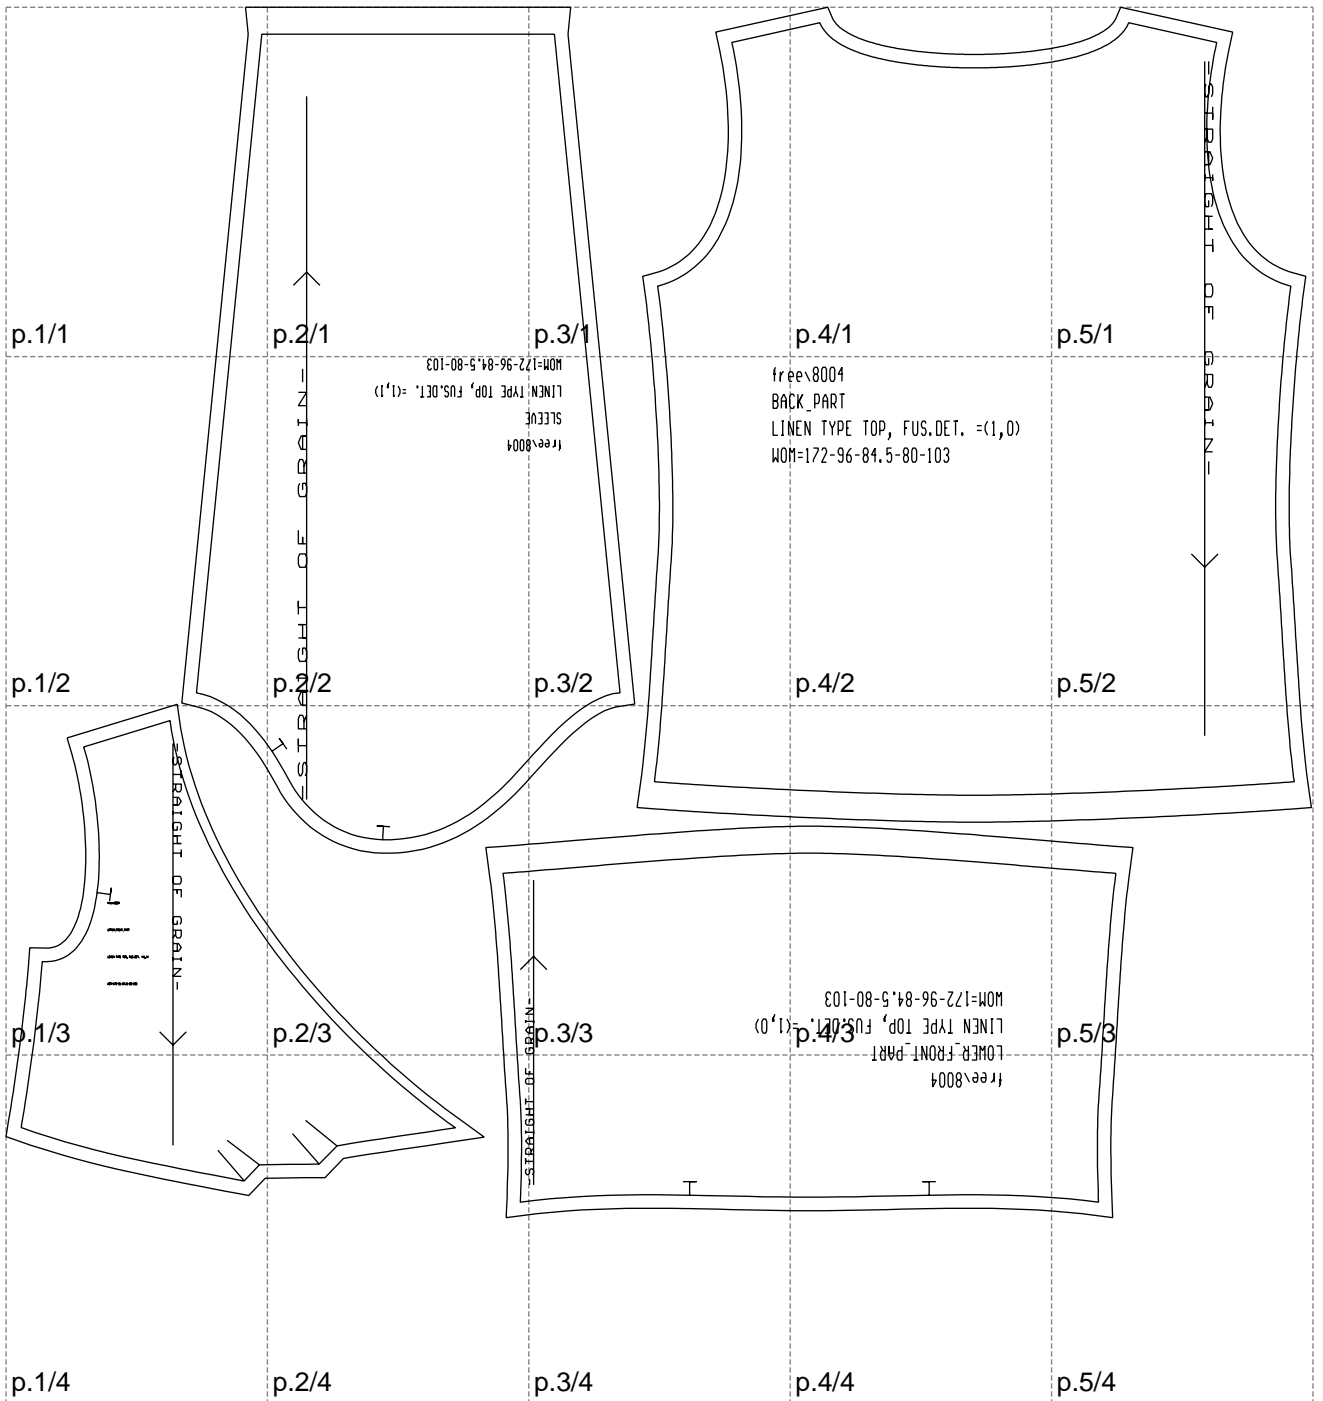 p.1/1
p.2/1
p.3/1
p.4/1
p.5/1
-STRAIGHT OF GRAIN-
-STRAIGHT OF GRAIN-
free\8004
SLEEVE
LINEN TYPE TOP, FUS.DET. =(1,1)
WOM=172-96-84.5-80-103
free\8004
BACK_PART
LINEN TYPE TOP, FUS.DET. =(1,0)
WOM=172-96-84.5-80-103
p.1/2
p.2/2
p.3/2
p.4/2
p.5/2
-STRAIGHT OF GRAIN-
-STRAIGHT OF GRAIN-
free\8004
LOWER_FRONT_PART
LINEN TYPE TOP, FUS.DET. =(1,0)
WOM=172-96-84.5-80-103
p.1/3
p.2/3
p.3/3
p.4/3
p.5/3
p.1/4
p.2/4
p.3/4
p.4/4
p.5/4